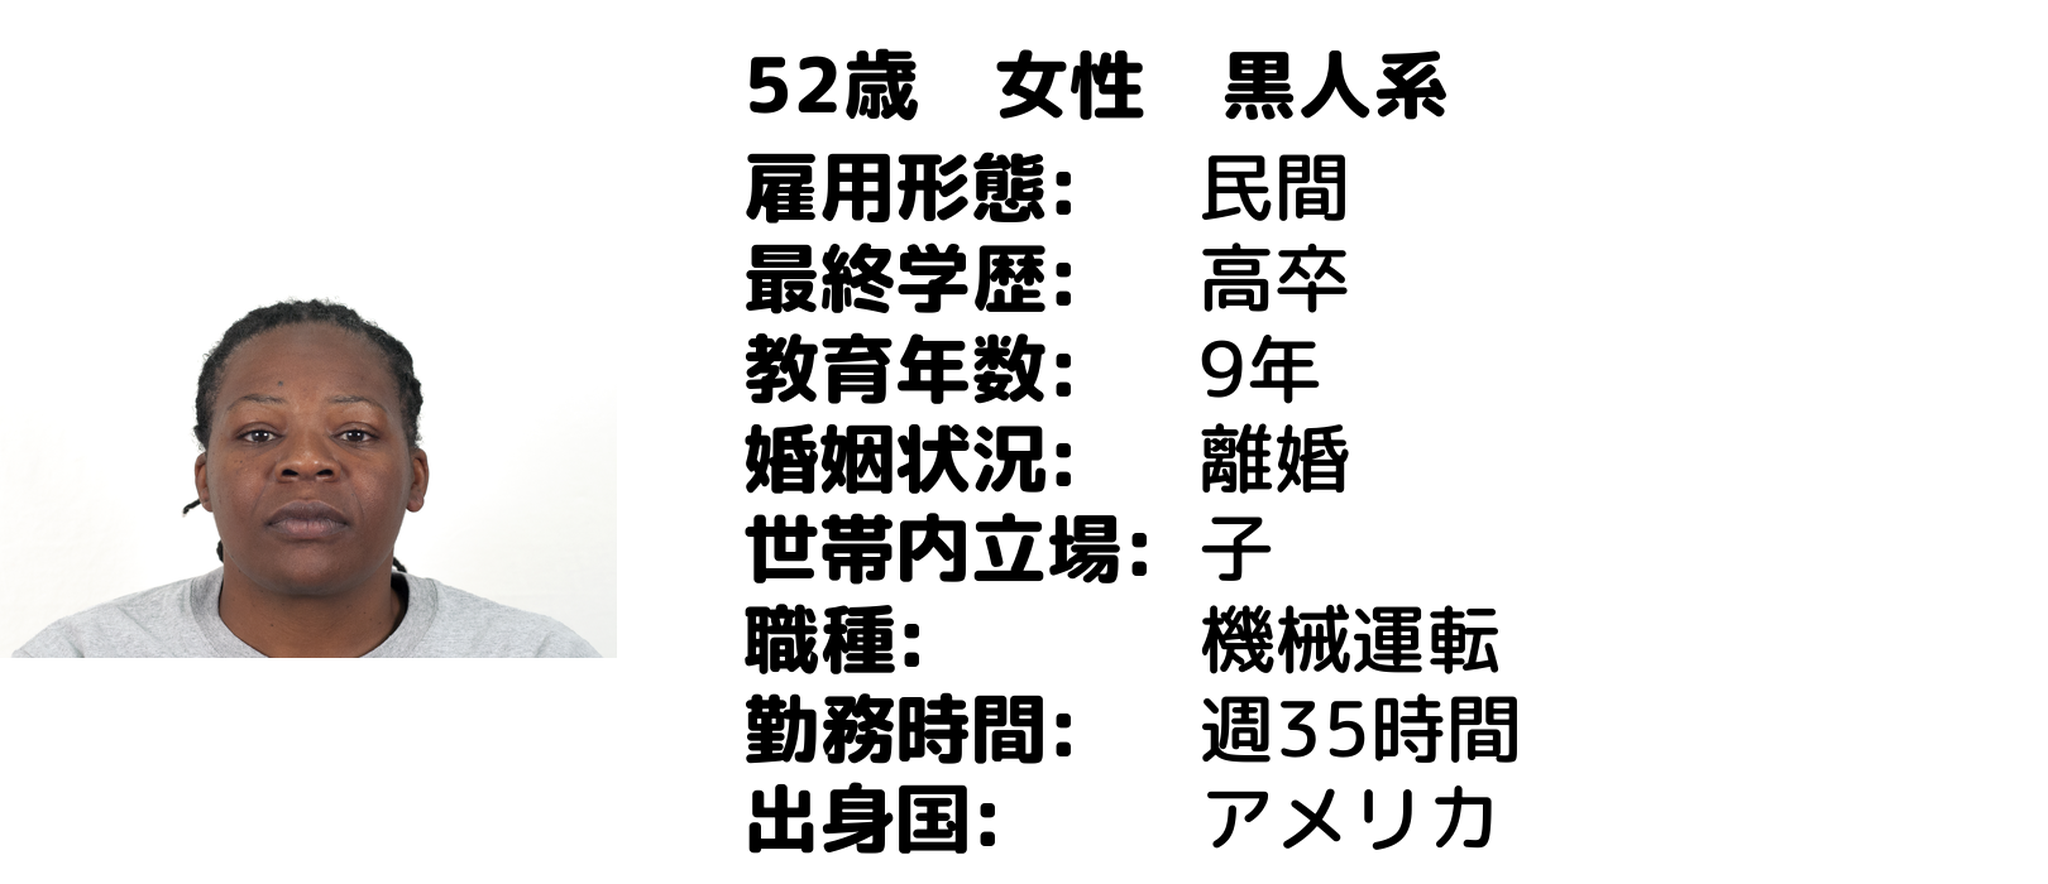 52歳　女性　黒人系
雇用形態: 民間
最終学歴: 高卒
教育年数: 9年
婚姻状況: 離婚
世帯内立場: 子
職種: 機械運転
勤務時間: 週35時間
出身国: アメリカ